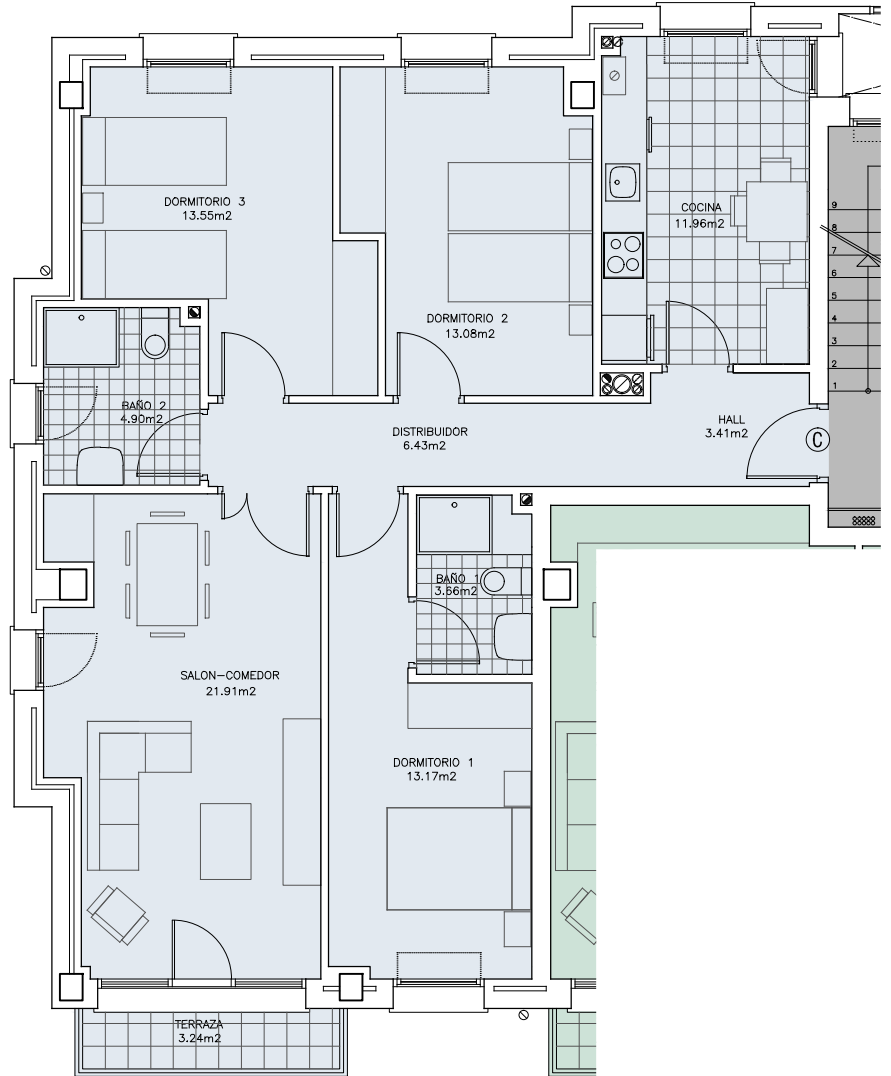 DORMITORIO 3
13.55m2
COCINA
11.96m2
DORMITORIO 2
13.08m2
9
8
7
6
5
4
3
2
1
BAÑO 2
4.90m2
DISTRIBUIDOR
6.43m2
HALL
3.41m2
C
BAÑO 1
3.66m2
SALON-COMEDOR
21.91m2
DORMITORIO 1
13.17m2
TERRAZA
3.24m2